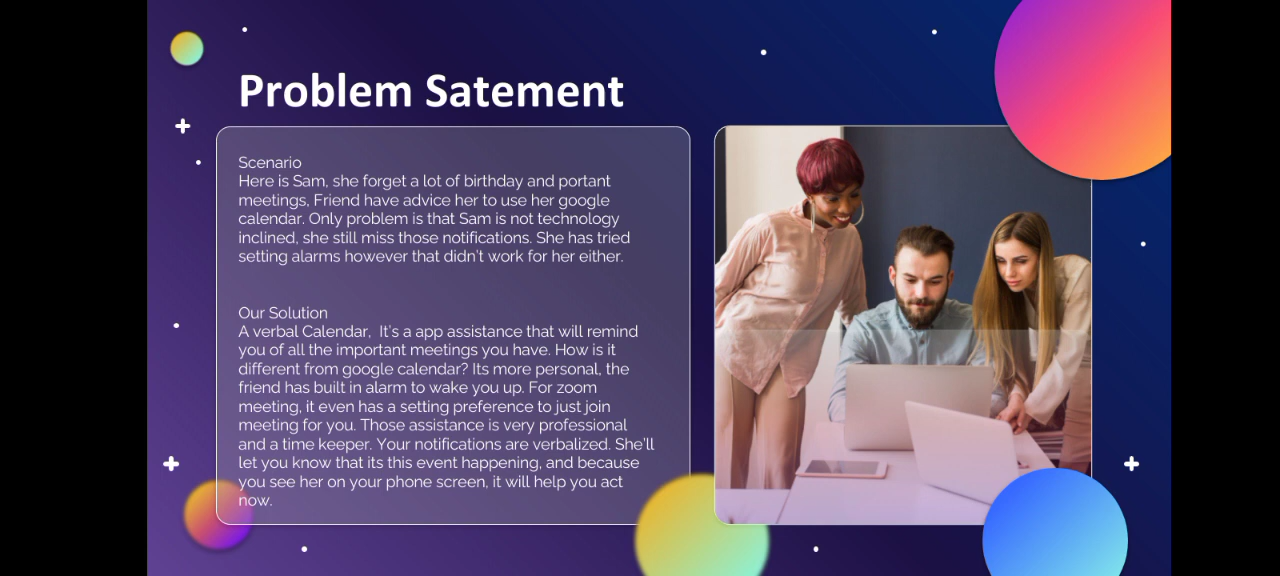 Problem Satement
Scenario
Here is Sam, she forget a lot of birthday and portant
meetings, Friend have advice her to use her google
calendar. Only problem is that Sam is not technology
inclined, she still miss those notifications. She has tried
setting alarms however that didn't work for her either.
Our Solution
A verbal Calendar,  It's a app assistance that will remind
you of all the important meetings you have. How is it
different from google calendar? Its more personal, the
friend has built in alarm to wake you up. For zoom
meeting, it even has a setting preference to just join
meeting for you. Those assistance is very professional
and a time keeper. Your notifications are verbalized. She'll
let you know that its this event happening, and because
you see her on your phone screen, it will help you act
now.